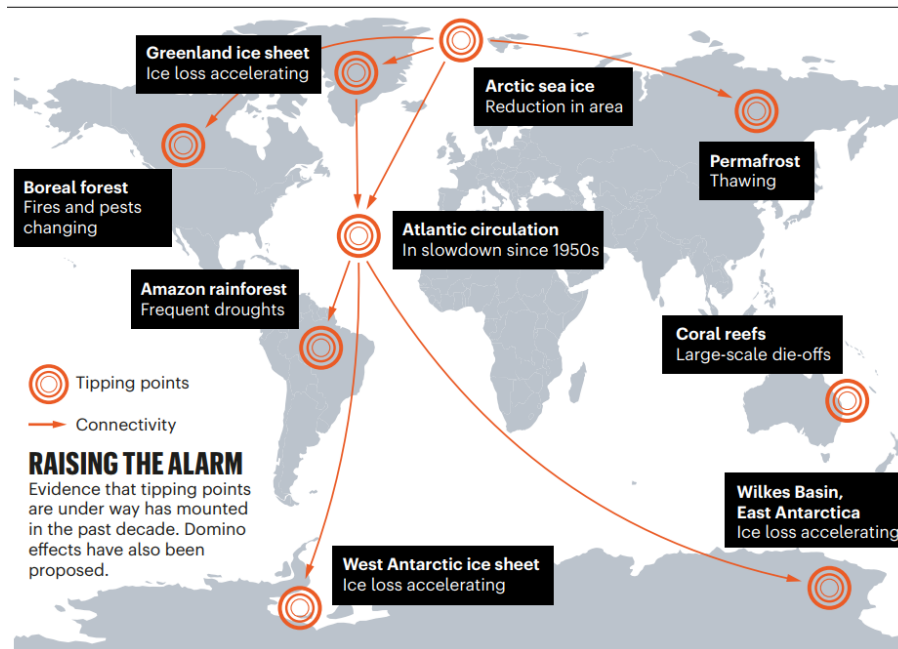 Greenland ice sheet
Ice loss accelerating
Arctic sea ice
Reduction in area
Permafrost
Thawing
Boreal forest
Fires and pests
changing
Atlantic circulation
In slowdown since 1950s
Amazon rainforest
Frequent droughts
Coral reefs
Large-scale die-offs
Tipping points
Connectivity
RAISING THE ALARM
Evidence that tipping points
are under way has mounted
in the past decade. Domino
effects have also been
proposed.
Wilkes Basin,
East Antarctica
Ice loss accelerating
West Antarctic ice sheet
Ice loss accelerating